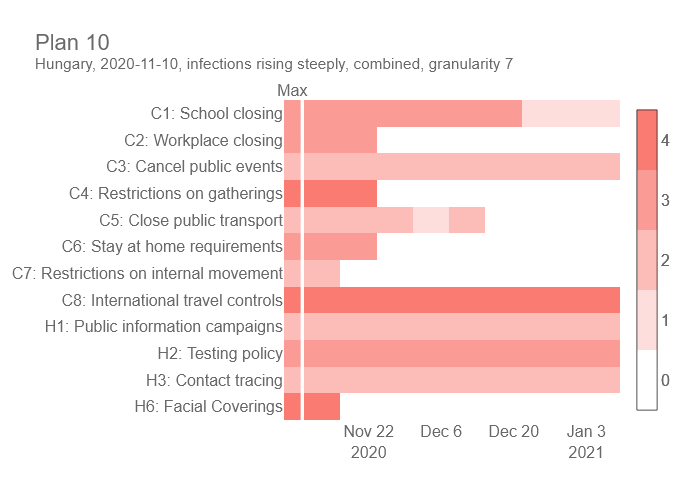 Plan 10
Hungary, 2020-11-10, infections rising steeply, combined, granularity 7
Max
C1: School closing
C2: Workplace closing
C3: Cancel public events
C4: Restrictions on gatherings
C5: Close public transport
C6: Stay at home requirements
C7: Restrictions on internal movement
C8: International travel controls
H1: Public information campaigns
H2: Testing policy
H3: Contact tracing
H6: Facial Coverings
Nov 22 Dec 6 Dec 20 Jan 3
2020 2021
4
3
2
1
0